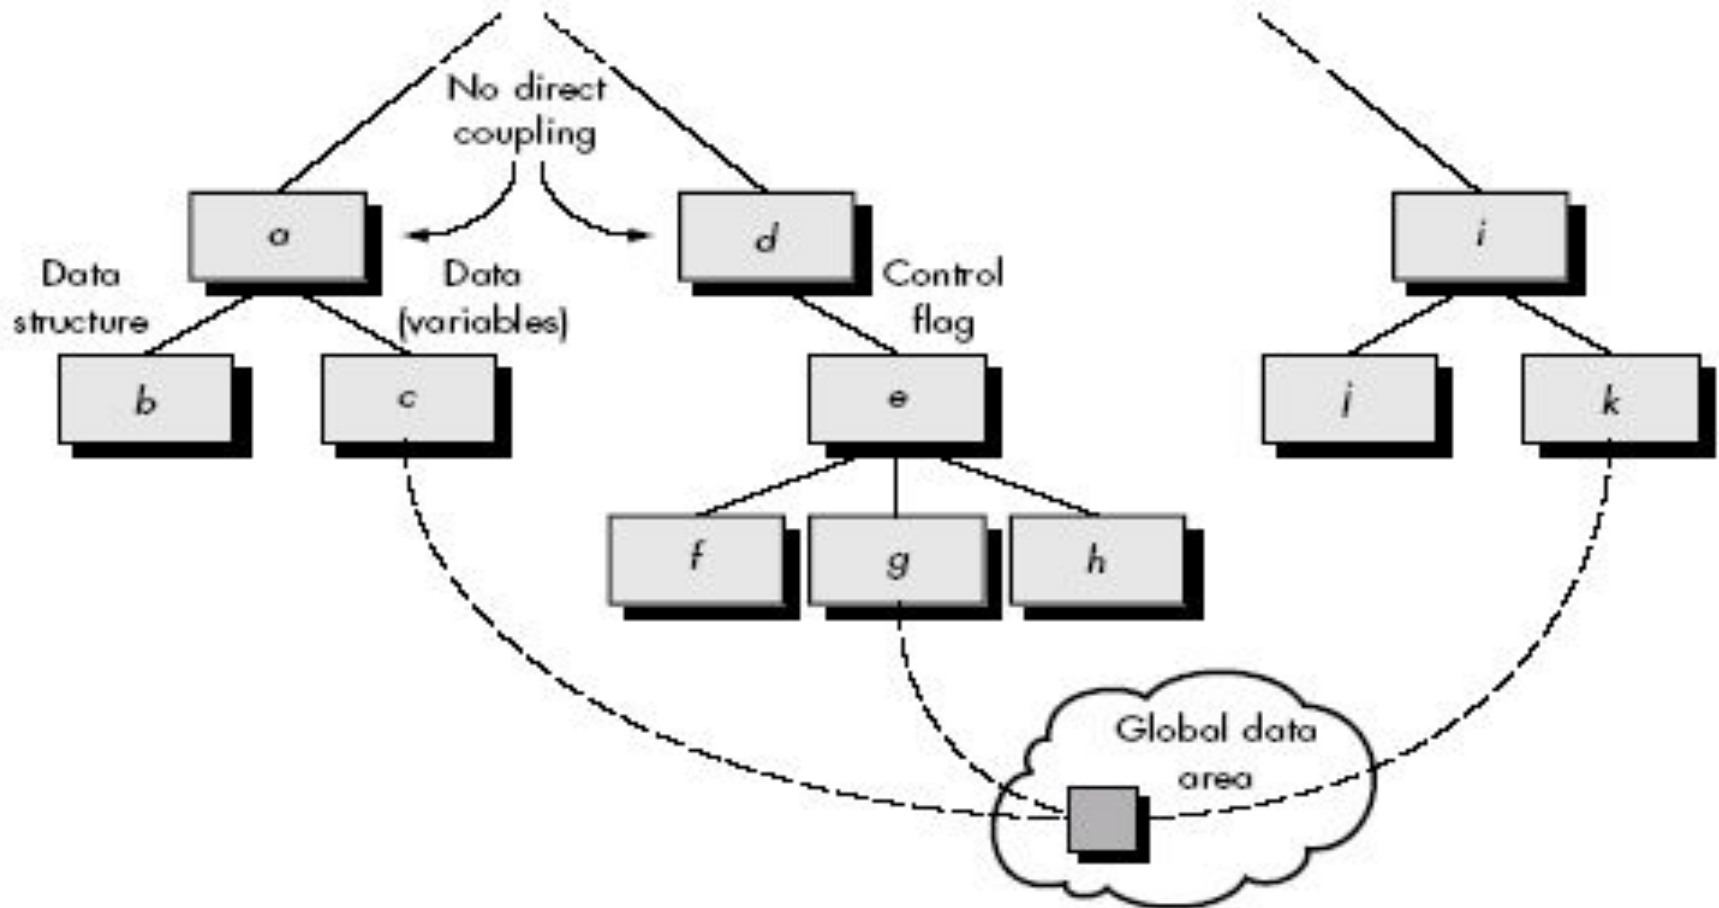 No direct
coupling
a
d
i
Data
structure
Data
(variables)
Control
flag
b
c
e
j
k
f
g
h
Global data
area